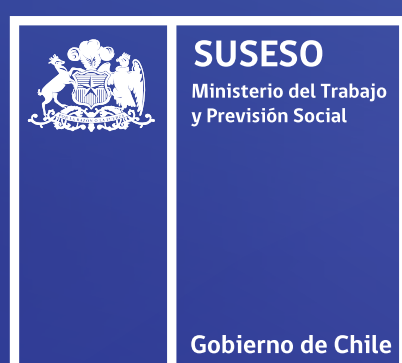 SUSESO
Ministerio del Trabajo
y Previsión Social
Gobierno de Chile